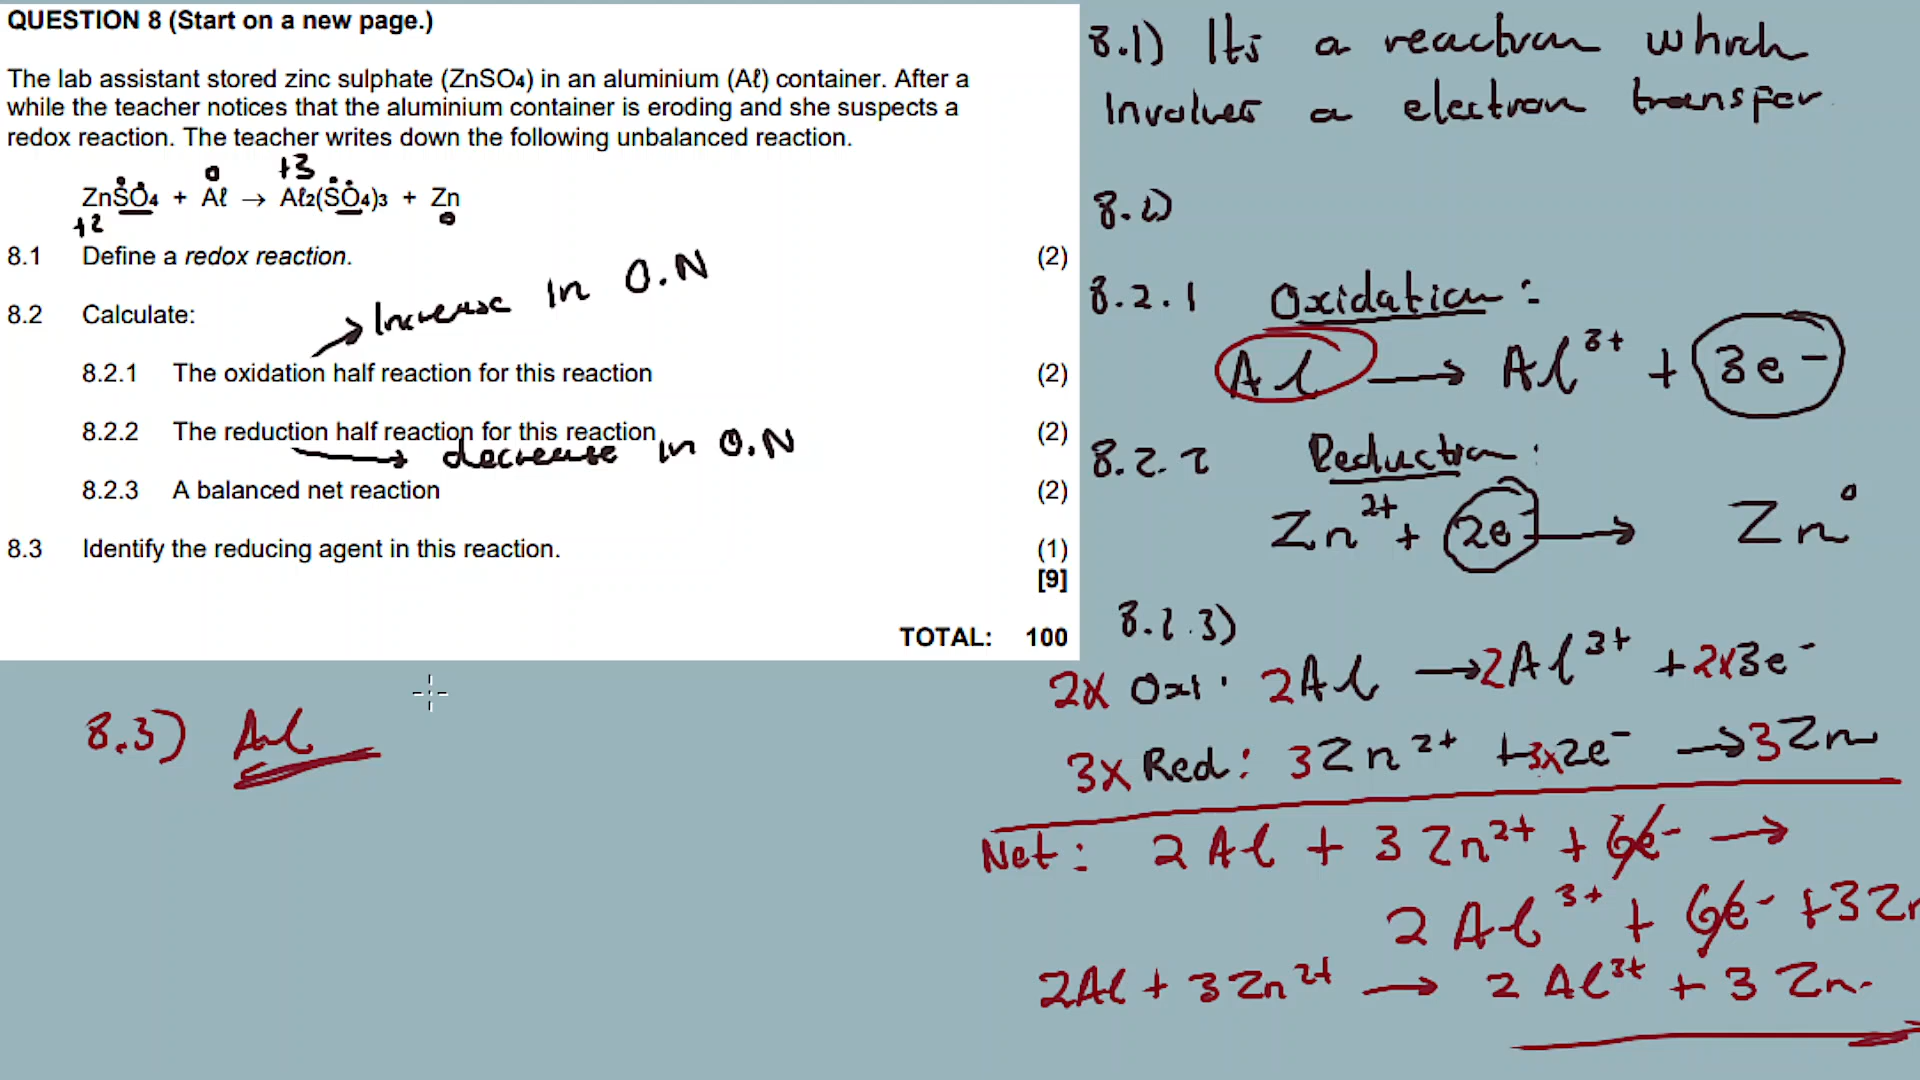 QUESTION 8 (Start on a new page.)
The lab assistant stored zinc sulphate (ZnSO₄) in an aluminium (Aℓ) container. After a
while the teacher notices that the aluminium container is eroding and she suspects a
redox reaction. The teacher writes down the following unbalanced reaction.
0 +3
ZnSO₄ + Aℓ → Aℓ₂(SO₄)₃ + Zn
+2 0
8.1 Define a redox reaction. (2)
Increase in O.N
8.2 Calculate:
8.2.1 The oxidation half reaction for this reaction (2)
8.2.2 The reduction half reaction for this reaction (2)
→ decrease in O.N
8.2.3 A balanced net reaction (2)
8.3 Identify the reducing agent in this reaction. (1)
[9]
TOTAL: 100
8.3) Al
8.1) Its a reaction which
Involves a electron transfer
8.2)
8.2.1 Oxidation:
Al → Al³⁺ + 3e⁻
8.2.2 Reduction:
Zn²⁺ + 2e⁻ → Zn⁰
8.2.3)
2x Oxi: 2Al → 2Al³⁺ + 2x3e⁻
3x Red: 3Zn²⁺ + 3x2e⁻ → 3Zn
Net: 2Al + 3Zn²⁺ + 6e⁻ →
2Al³⁺ + 6e⁻ + 3Zn
2Al + 3Zn²⁺ → 2Al³⁺ + 3Zn